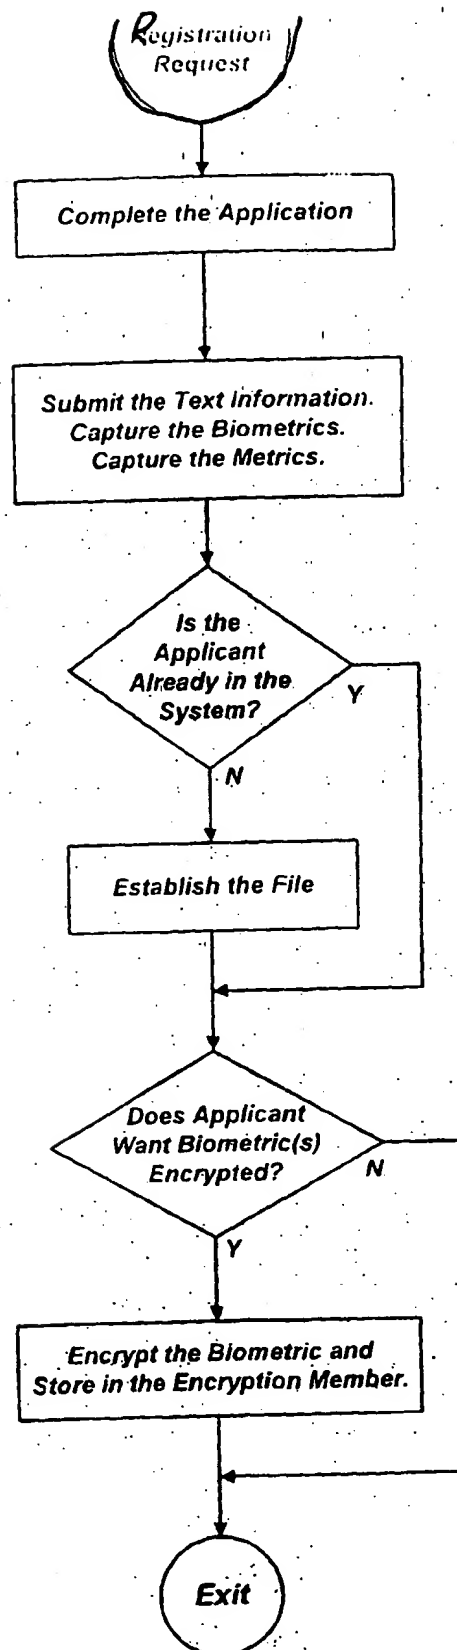 Registration
Request
Complete the Application
Submit the Text Information.
Capture the Biometrics.
Capture the Metrics.
Is the
Applicant
Already in the
System?
Y
N
Establish the File
Does Applicant
Want Biometric(s)
Encrypted?
N
Y
Encrypt the Biometric and
Store in the Encryption Member.
Exit